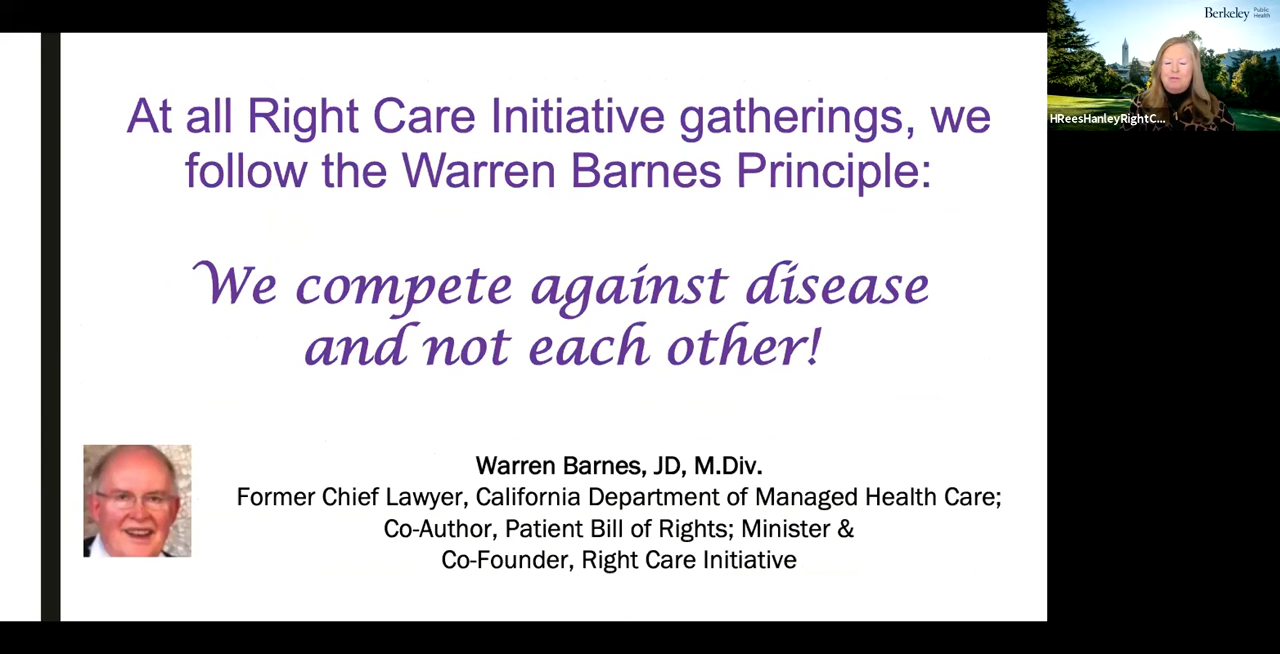 At all Right Care Initiative gatherings, we
follow the Warren Barnes Principle:
We compete against disease
and not each other!
Warren Barnes, JD, M.Div.
Former Chief Lawyer, California Department of Managed Health Care;
Co-Author, Patient Bill of Rights; Minister &
Co-Founder, Right Care Initiative
Berkeley Public Health
HReesHanleyRightC...